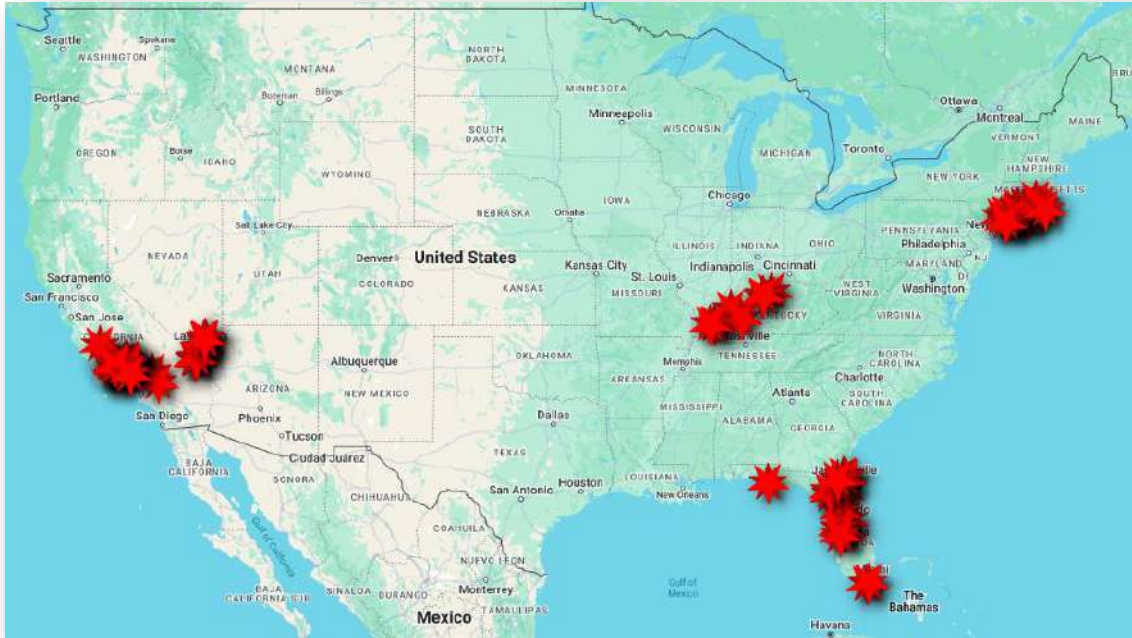 Seattle
Spokane
WASHINGTON
MONTANA
NORTH
DAKOTA
Portland
Bozeman
Billings
MINNESOTA
Minneapolis
Ottawa
Montreal
MAINE
VERMONT
NEW
HAMPSHIRE
OREGON
Boise
IDAHO
SOUTH
DAKOTA
WISCONSIN
MICHIGAN
Toronto
NEW YORK
WYOMING
Chicago
IOWA
NEBRASKA
Omaha
Salt Lake City
NEVADA
UTAH
Denver
COLORADO
United States
Kansas City
KANSAS
ILLINOIS
INDIANA
OHIO
Indianapolis
Cincinnati
St. Louis
MISSOURI
PENNSYLVANIA
Philadelphia
MARYLAND
NJ
Washington
WEST
VIRGINIA
VIRGINIA
Sacramento
San Francisco
San Jose
Albuquerque
OKLAHOMA
Memphis
TENNESSEE
ARKANSAS
NORTH
CAROLINA
Charlotte
SOUTH
CAROLINA
Atlanta
MISSISSIPPI
ALABAMA
GEORGIA
San Diego
ARIZONA
Phoenix
NEW MEXICO
Tucson
Ciudad Juárez
Dallas
TEXAS
BAJA
CALIFORNIA
SONORA
CHIHUAHUA
San Antonio
Houston
LOUISIANA
New Orleans
COAHUILA
NUEVO LEON
Monterrey
Gulf of California
BAJA
CALIFORNIA SUR
SINALOA
DURANGO
TAMAULIPAS
Mexico
Gulf of
Mexico
The
Bahamas
Havana